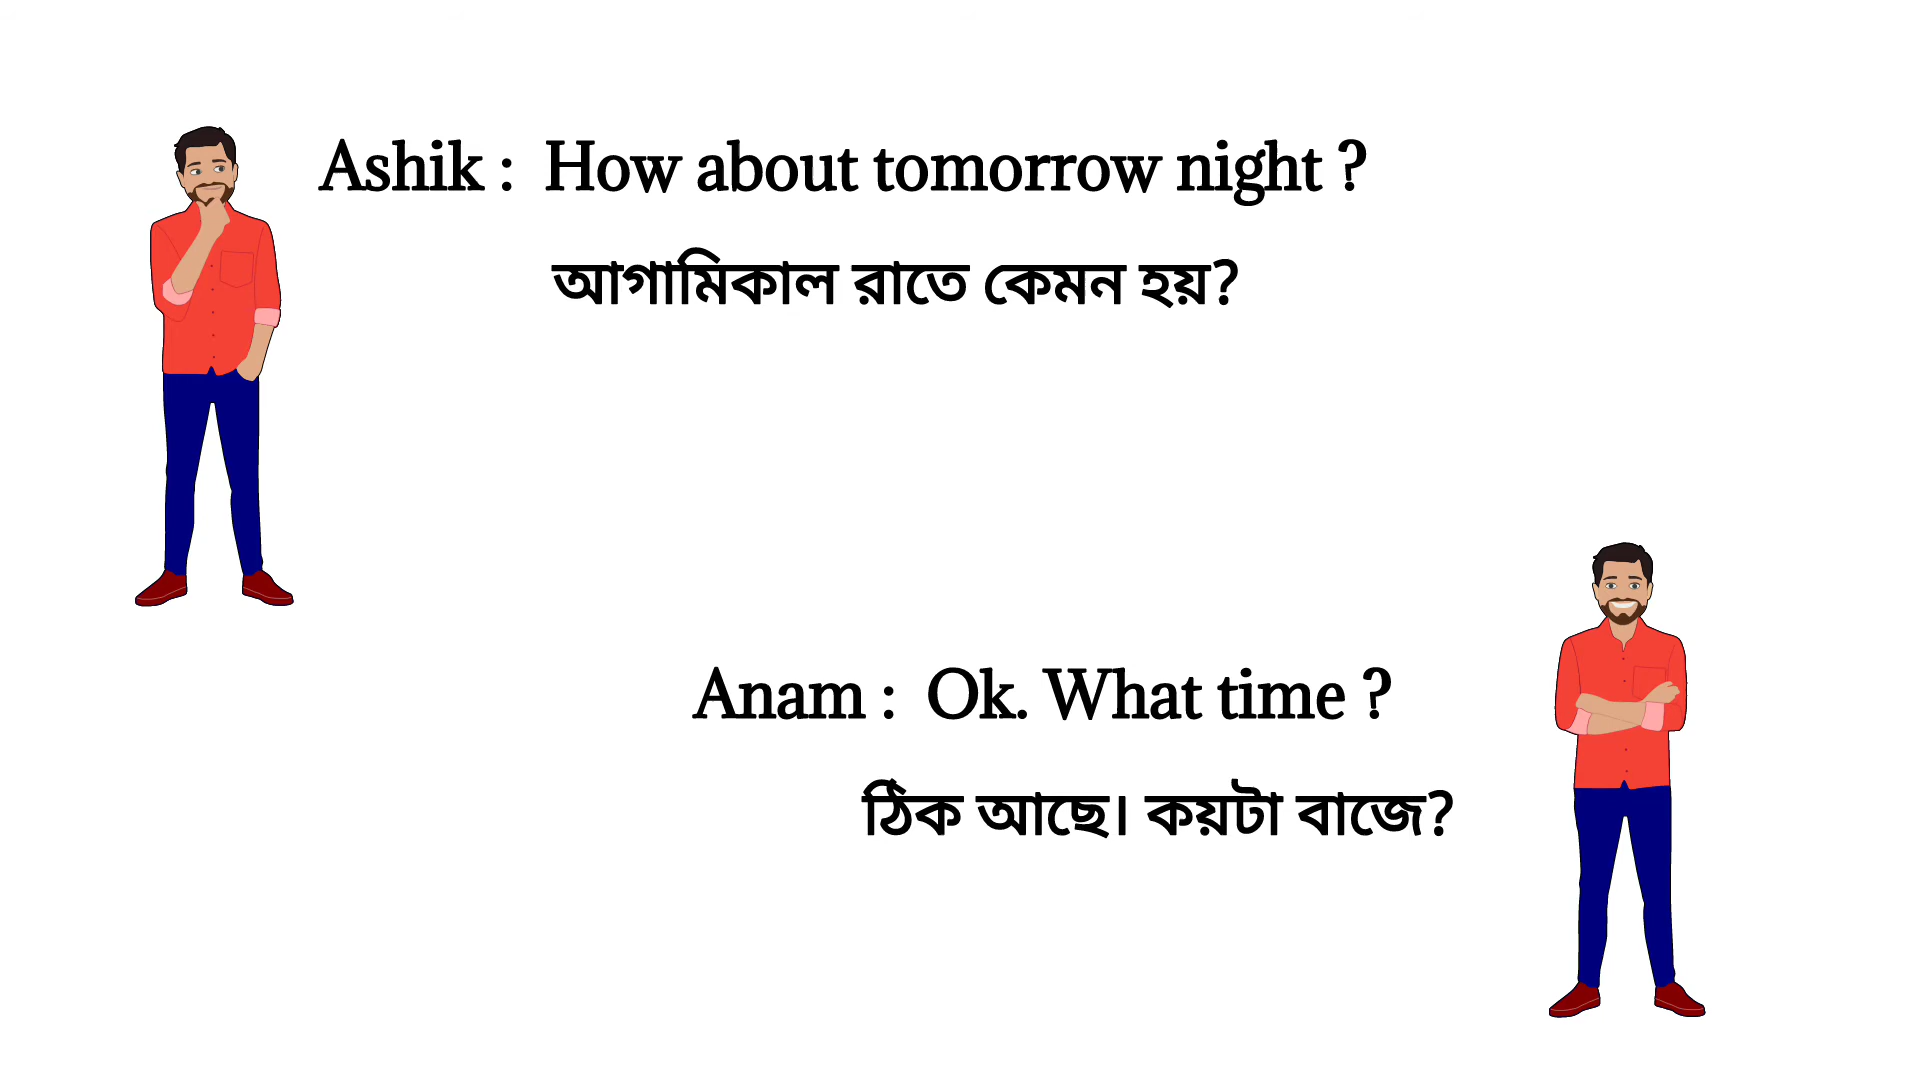 Ashik : How about tomorrow night ?
আগামিকাল রাতে কেমন হয়?
Anam : Ok. What time ?
ঠিক আছে। কয়টা বাজে?